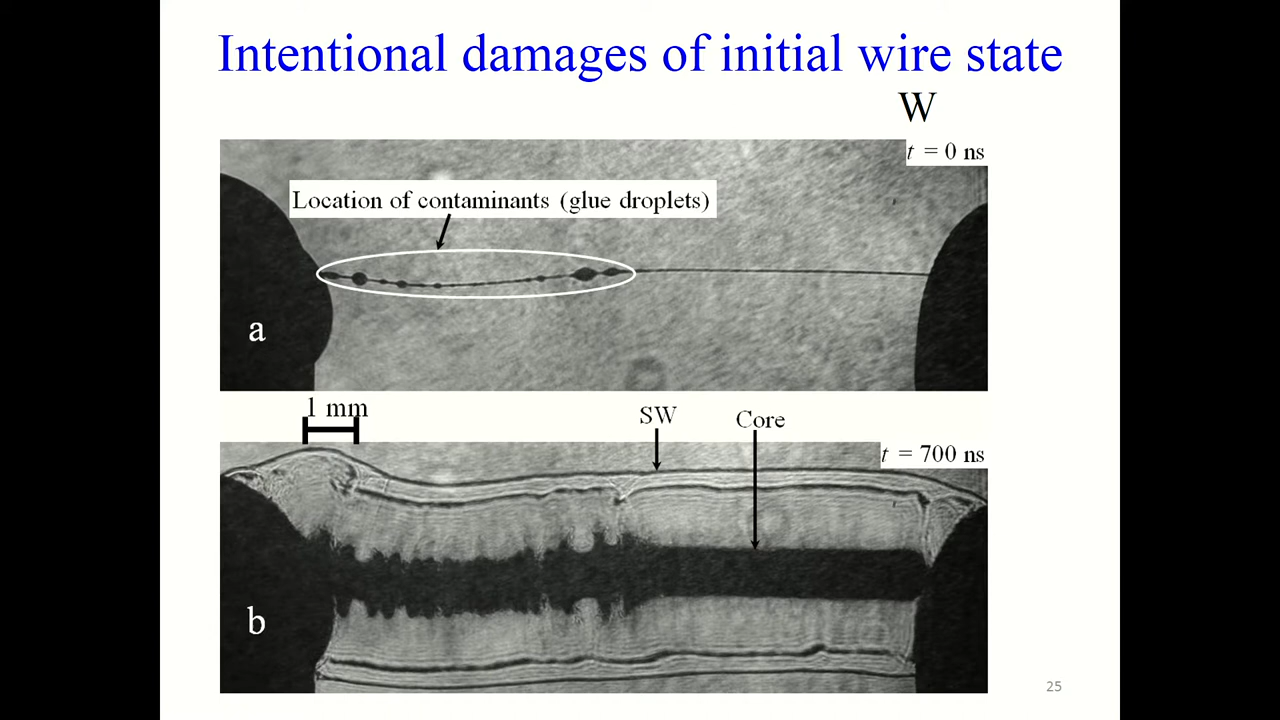 Intentional damages of initial wire state
W
t = 0 ns
Location of contaminants (glue droplets)
a
1 mm
SW
Core
t = 700 ns
b
25